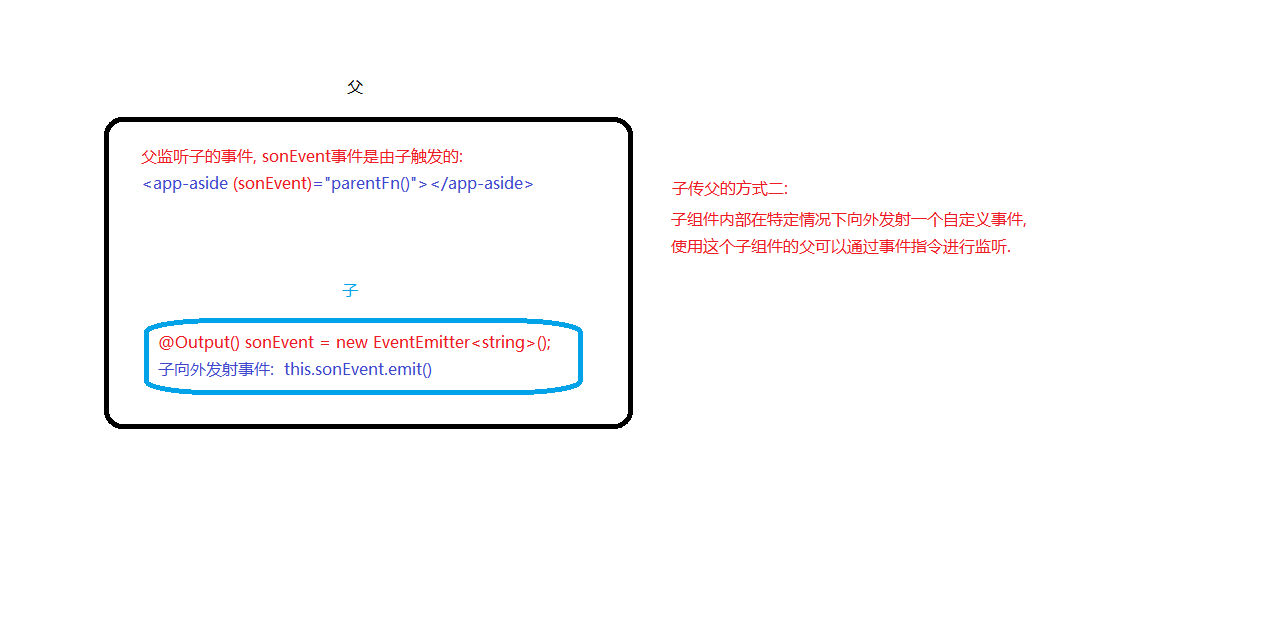 父
父监听子的事件, sonEvent事件是由子触发的:
<app-aside (sonEvent)="parentFn()"></app-aside>
子传父的方式二:
子组件内部在特定情况下向外发射一个自定义事件,
使用这个子组件的父可以通过事件指令进行监听.
子
@Output() sonEvent = new EventEmitter<string>();
子向外发射事件: this.sonEvent.emit()